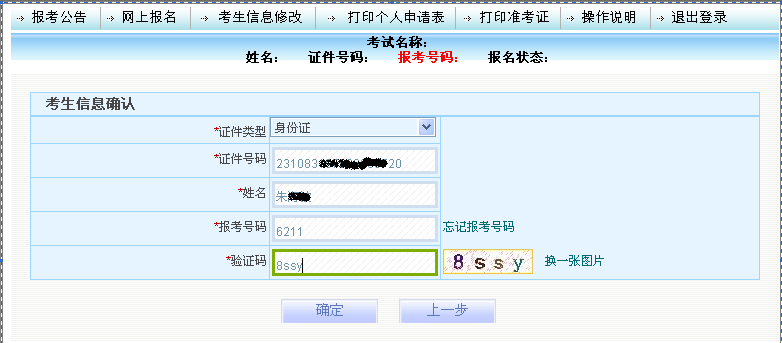 报考公告 网上报名 考生信息修改 打印个人申请表 打印准考证 操作说明 退出登录
考试名称：
姓名： 证件号码： 报考号码： 报名状态：
考生信息确认
*证件类型 身份证
*证件号码 231083 20
*姓名 朱
*报考号码 6211 忘记报考号码
*验证码 8ssy 8ssy 换一张图片
确定 上一步